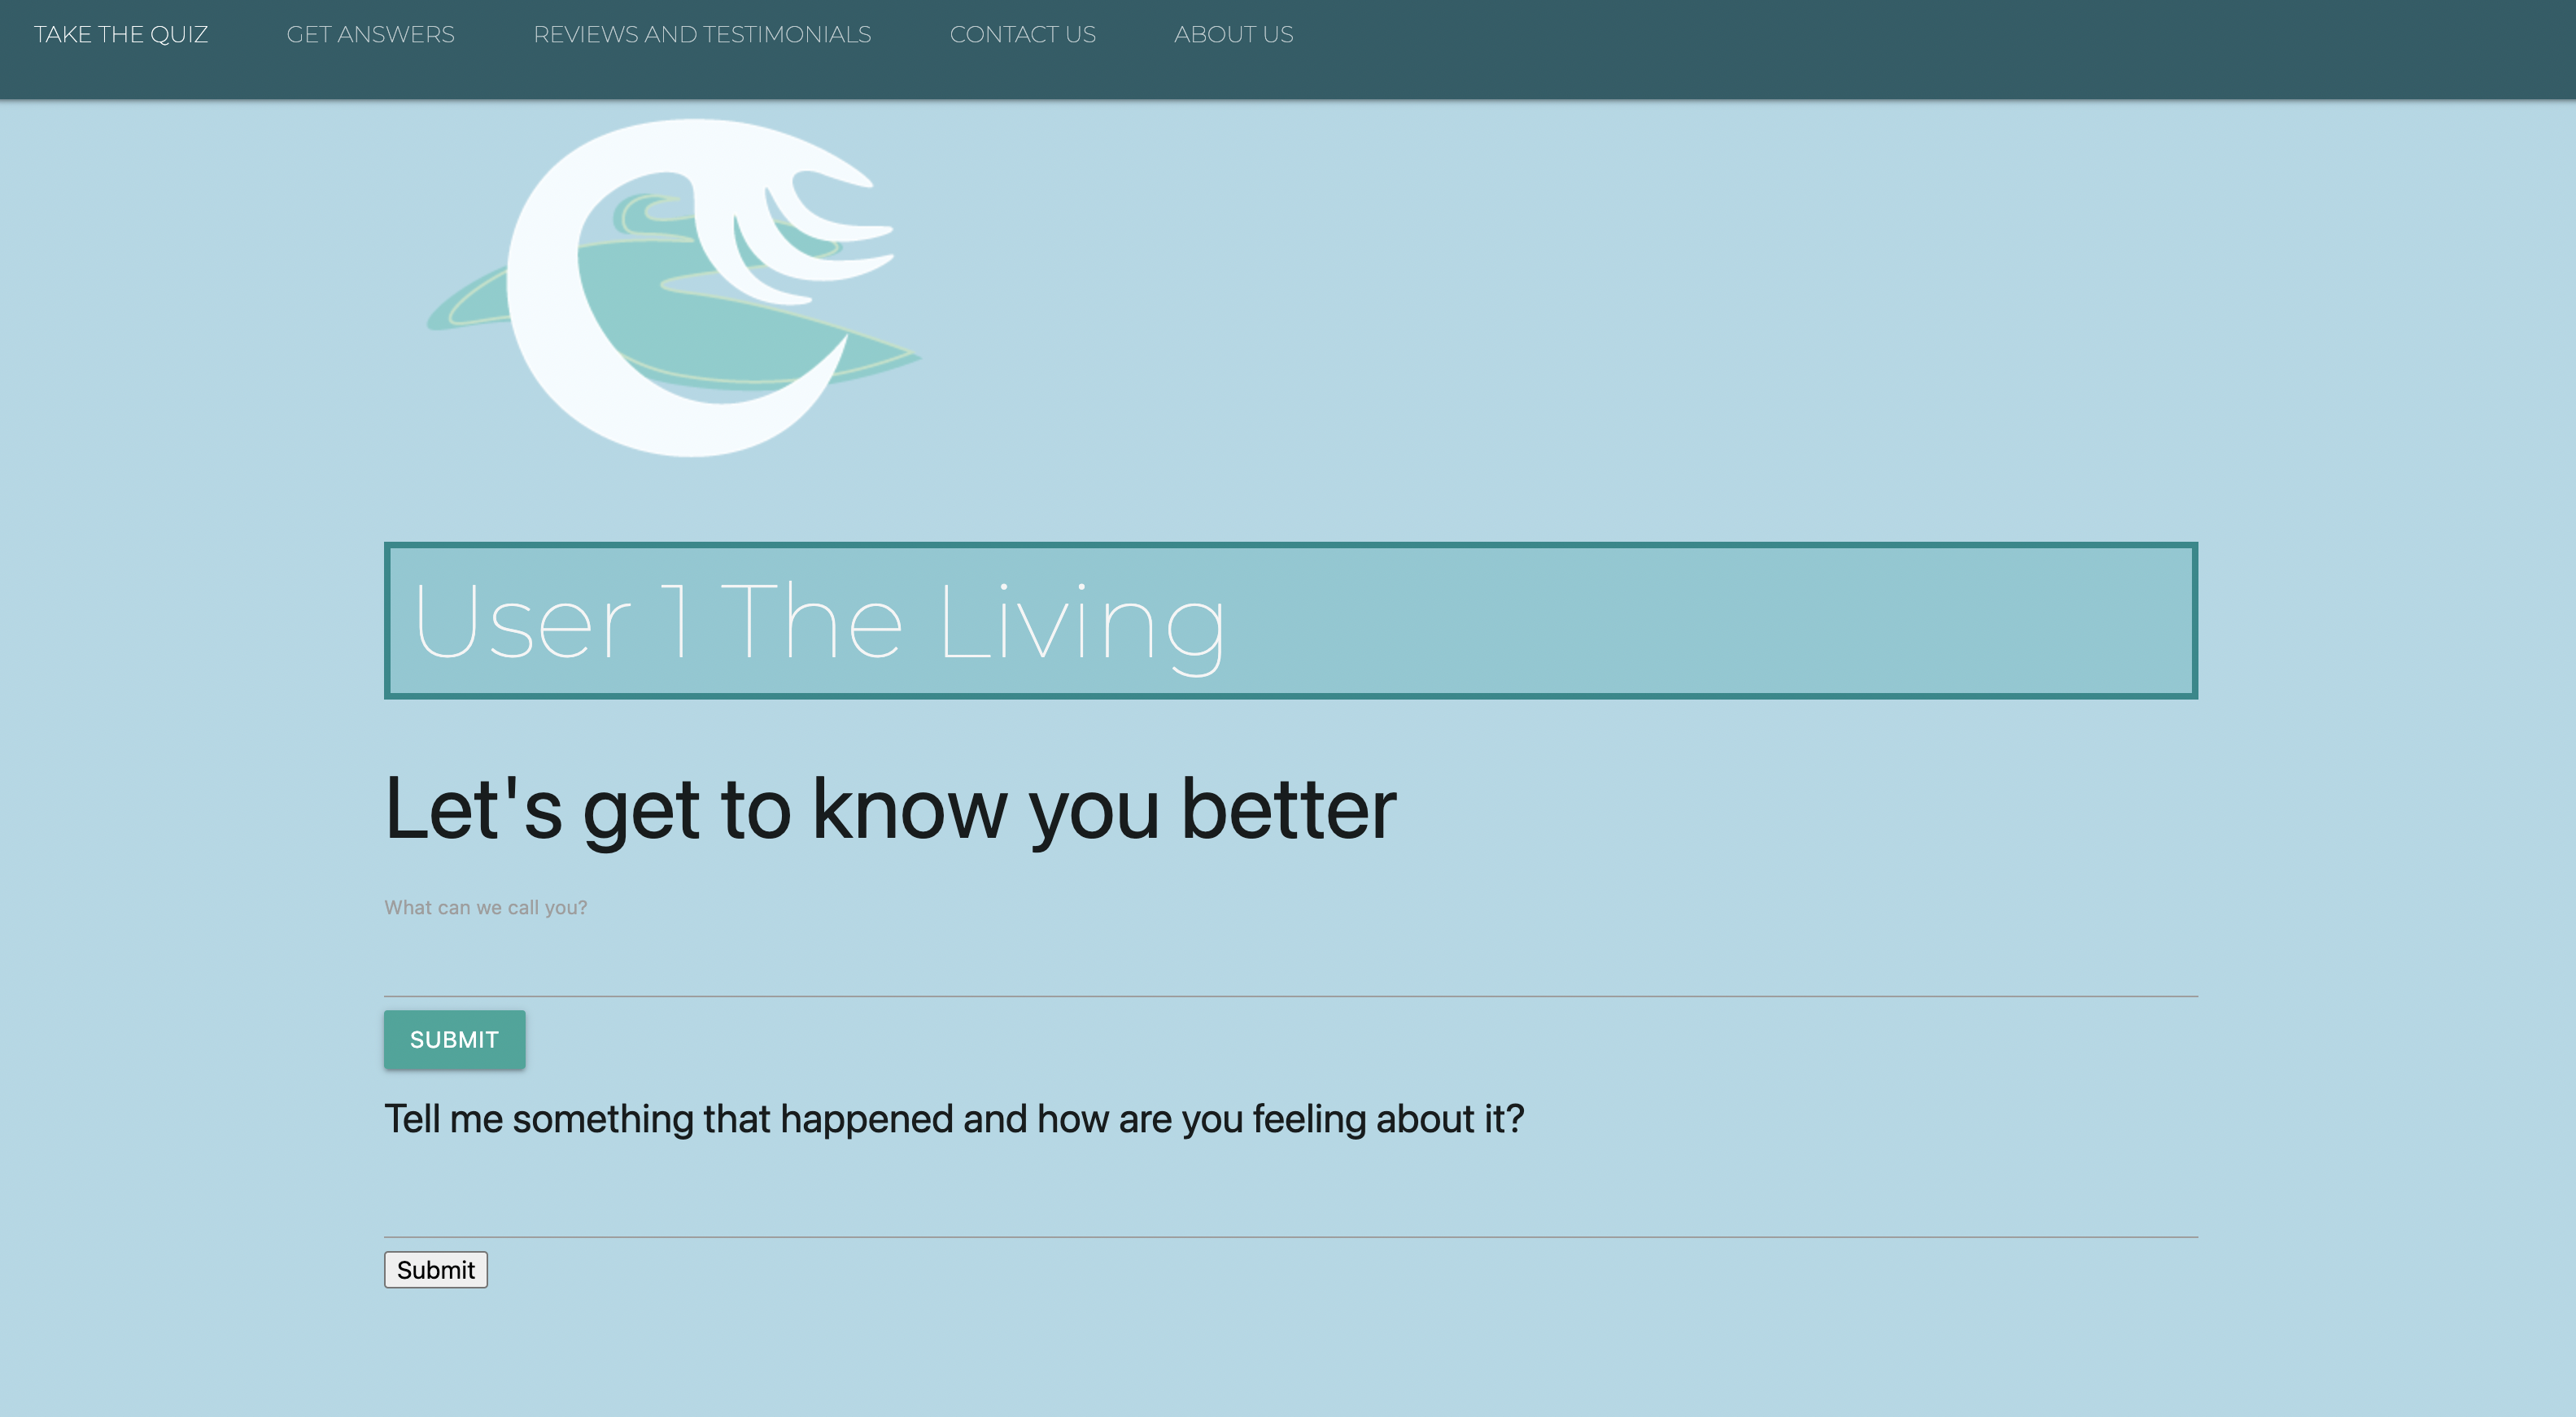 TAKE THE QUIZ GET ANSWERS REVIEWS AND TESTIMONIALS CONTACT US ABOUT US
User 1 The Living
Let's get to know you better
What can we call you?
SUBMIT
Tell me something that happened and how are you feeling about it?
Submit